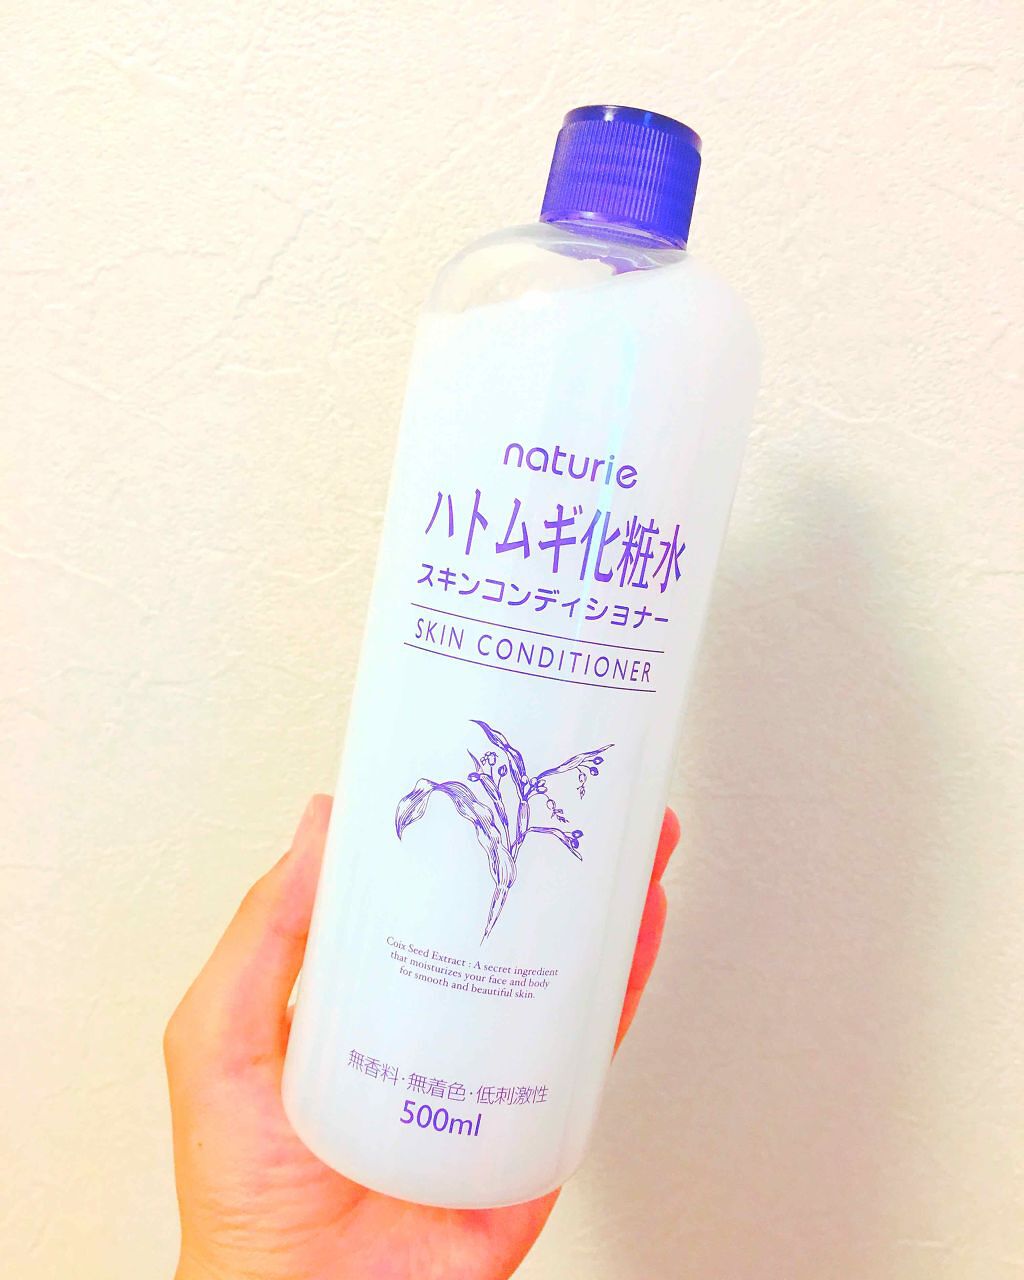 naturie
ハトムギ化粧水
スキンコンディショナー
SKIN CONDITIONER
Coix Seed Extract : A secret ingredient
that moisturizes your face and body
for smooth and beautiful skin.
無香料·無着色·低刺激性
500ml